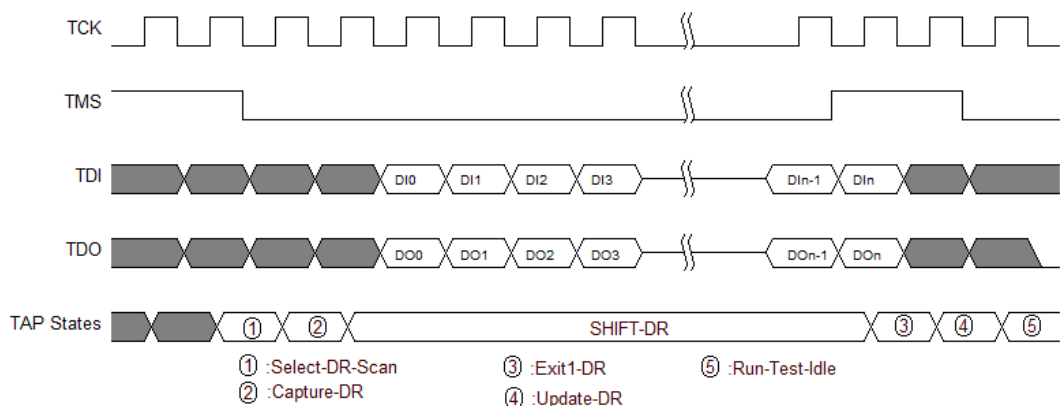 TCK
TMS
TDI DI0 DI1 DI2 DI3 DIn-1 DIn
TDO DO0 DO1 DO2 DO3 DOn-1 DOn
TAP States 1 2 SHIFT-DR 3 4 5
1 :Select-DR-Scan 3 :Exit1-DR 5 :Run-Test-Idle
2 :Capture-DR 4 :Update-DR